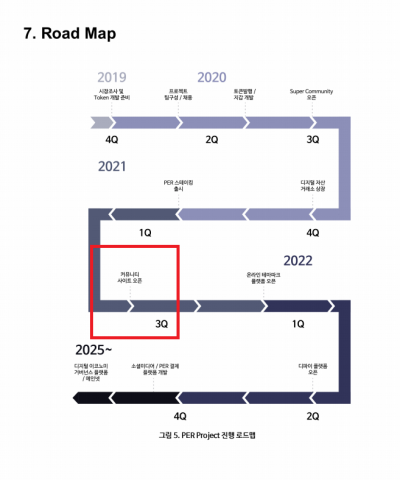 7. Road Map
2019
2020
시장조사 및
Token 개발 준비
프로젝트
팀구성 / 채용
토큰발행 /
지갑 개발
Super Community
오픈
4Q
2Q
3Q
2021
PER 스테이킹
출시
디지털 자산
거래소 상장
1Q
4Q
커뮤니티
사이트 오픈
2022
온라인 테마파크
플랫폼 오픈
3Q
1Q
2025~
디지털 이코노미
거버넌스 플랫폼
/ 메인넷
소셜미디어 / PER 결제
플랫폼 개발
디파이 플랫폼
오픈
4Q
2Q
그림 5. PER Project 진행 로드맵